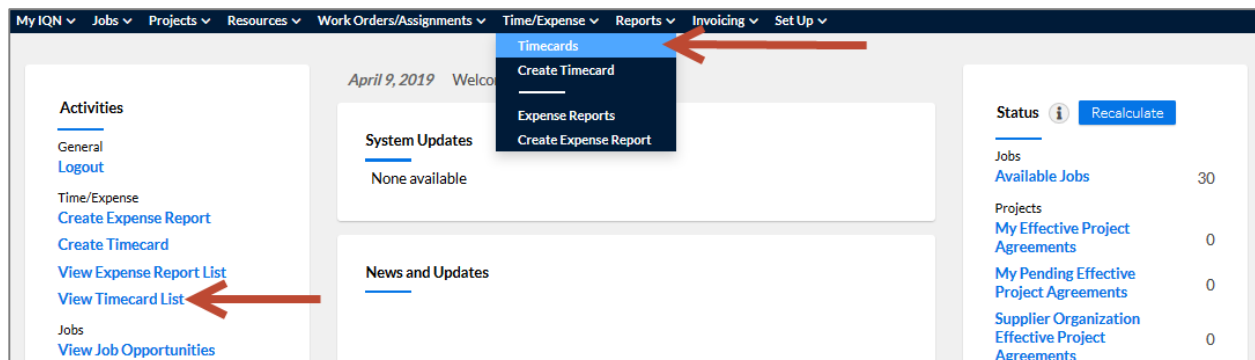 My IQN Jobs Projects Resources Work Orders/Assignments Time/Expense Reports Invoicing Set Up
Timecards
Create Timecard
Expense Reports
Create Expense Report
Activities
General
Logout
Time/Expense
Create Expense Report
Create Timecard
View Expense Report List
View Timecard List
Jobs
View Job Opportunities
April 9, 2019
System Updates
None available
News and Updates
Status i Recalculate
Jobs
Available Jobs 30
Projects
My Effective Project
Agreements 0
My Pending Effective
Project Agreements 0
Supplier Organization
Effective Project 0
Agreements